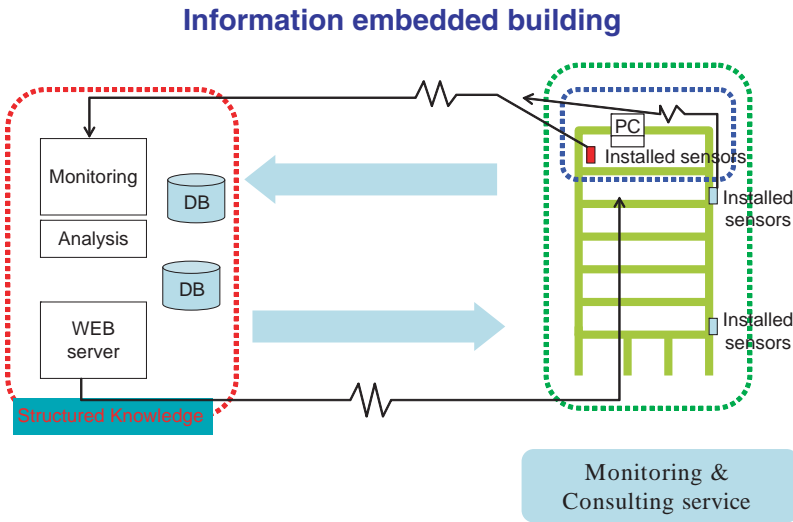 Information embedded building
PC
Installed sensors
Monitoring
DB
Installed
sensors
Analysis
DB
WEB
server
Installed
sensors
Structured Knowledge
Monitoring &
Consulting service